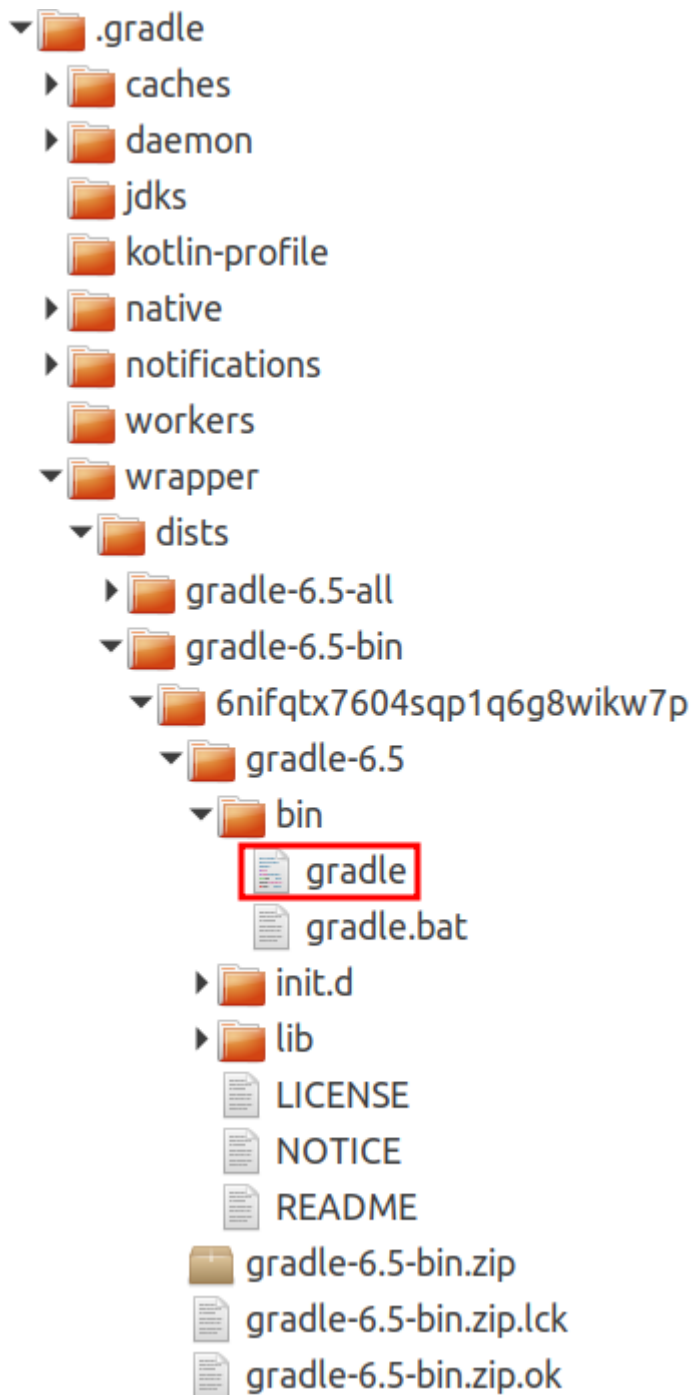 .gradle
caches
daemon
jdks
kotlin-profile
native
notifications
workers
wrapper
dists
gradle-6.5-all
gradle-6.5-bin
6nifqtx7604sqp1q6g8wikw7p
gradle-6.5
bin
gradle
gradle.bat
init.d
lib
LICENSE
NOTICE
README
gradle-6.5-bin.zip
gradle-6.5-bin.zip.lck
gradle-6.5-bin.zip.ok